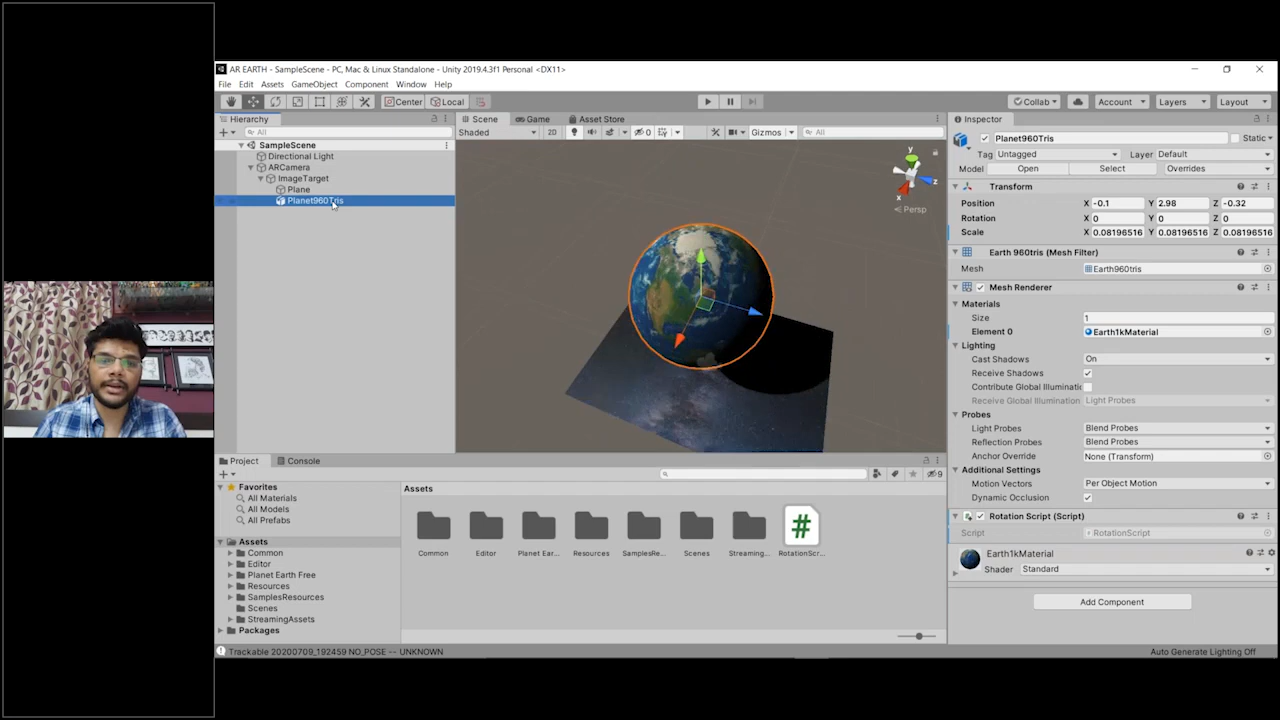 AR EARTH - SampleScene - PC, Mac & Linux Standalone - Unity 2019.4.3f1 Personal <DX11>
File Edit Assets GameObject Component Window Help
Center Local Collab Account Layers Layout
Hierarchy
All
SampleScene
Directional Light
ARCamera
ImageTarget
Plane
Planet960Tris
Scene Game Asset Store
Shaded 2D 0 Gizmos All
y
z
x
Persp
Inspector
Planet960Tris Static
Tag Untagged Layer Default
Model Open Select Overrides
Transform
Position X -0.1 Y 2.98 Z -0.32
Rotation X 0 Y 0 Z 0
Scale X 0.08196516 Y 0.08196516 Z 0.08196516
Earth 960tris (Mesh Filter)
Mesh Earth960tris
Mesh Renderer
Materials
Size 1
Element 0 Earth1kMaterial
Lighting
Cast Shadows On
Receive Shadows
Contribute Global Illuminati
Receive Global Illumination Light Probes
Probes
Light Probes Blend Probes
Reflection Probes Blend Probes
Anchor Override None (Transform)
Additional Settings
Motion Vectors Per Object Motion
Dynamic Occlusion
Rotation Script (Script)
Script RotationScript
Earth1kMaterial
Shader Standard
Add Component
Project Console
9
Favorites
All Materials
All Models
All Prefabs
Assets
Common
Editor
Planet Earth Free
Resources
SamplesResources
Scenes
StreamingAssets
Packages
Assets
#
Common Editor Planet Ear... Resources SamplesRe... Scenes Streaming... RotationScr...
Trackable 20200709_192459 NO_POSE -- UNKNOWN
Auto Generate Lighting Off